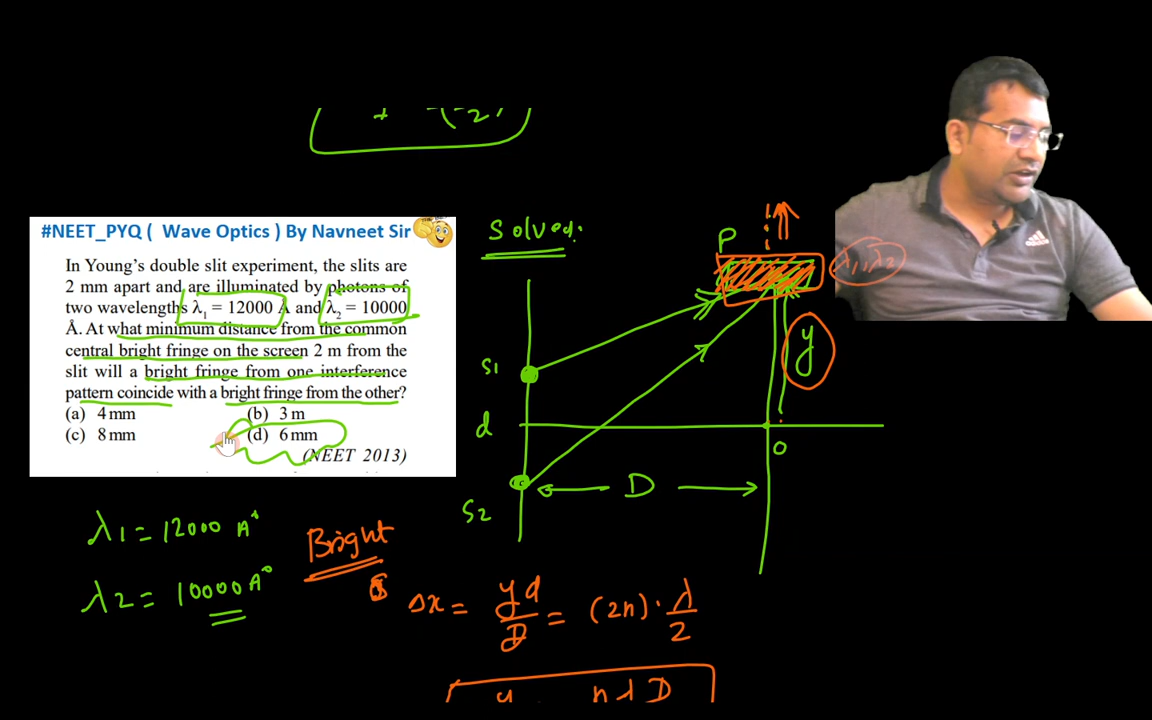 #NEET_PYQ ( Wave Optics ) By Navneet Sir
In Young's double slit experiment, the slits are
2 mm apart and are illuminated by photons of
two wavelengths λ₁ = 12000 Å and λ₂ = 10000
Å. At what minimum distance from the common
central bright fringe on the screen 2 m from the
slit will a bright fringe from one interference
pattern coincide with a bright fringe from the other?
(a) 4 mm (b) 3 m
(c) 8 mm (d) 6 mm
(NEET 2013)
Solved:
P
λ₁, λ₂
y
S1
d
O
D
S2
λ1 = 12000 A°
λ2 = 10000 A°
Bright
Δx = yd/D = (2n)·λ/2
y nλD
adidas